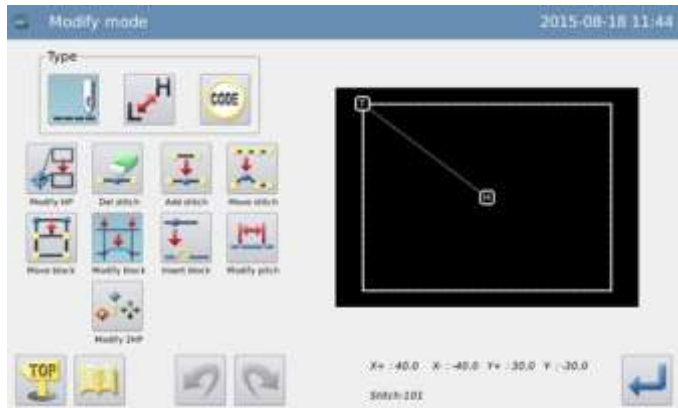 Modify mode 2015-08-18 11:44
Type
L H CODE
Modify HP Del stitch Add stitch Move stitch
Move block Modify block Insert block Modify pitch
Modify 2HP
TOP
H
X+ : 40.0 X- : -40.0 Y+ : 30.0 Y- : -30.0
Stitch:101